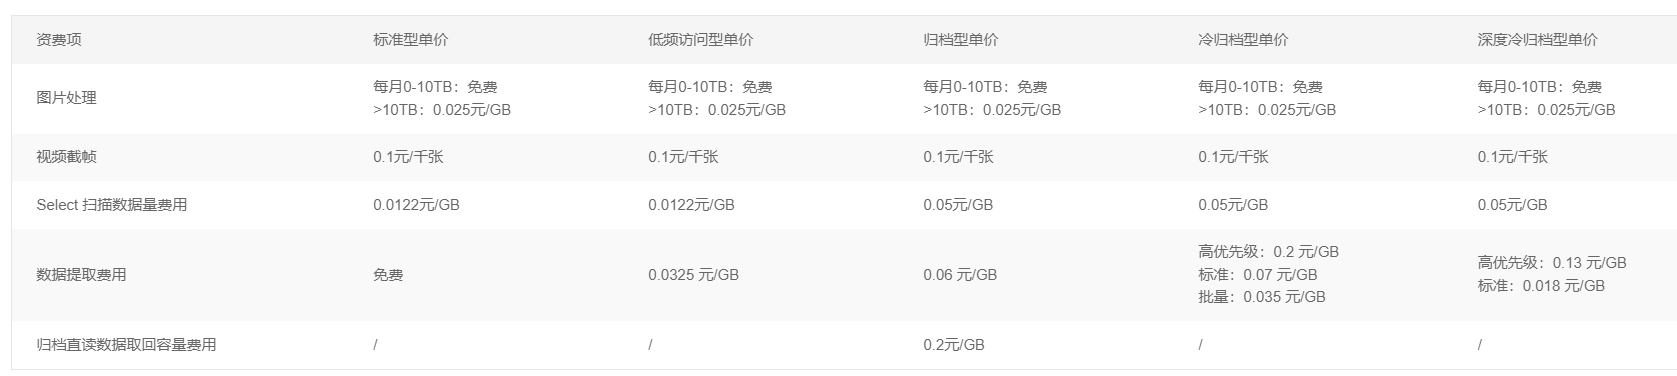 资费项 标准型单价 低频访问型单价 归档型单价 冷归档型单价 深度冷归档型单价
图片处理
每月0-10TB：免费 每月0-10TB：免费 每月0-10TB：免费 每月0-10TB：免费 每月0-10TB：免费
>10TB：0.025元/GB >10TB：0.025元/GB >10TB：0.025元/GB >10TB：0.025元/GB >10TB：0.025元/GB
视频截帧 0.1元/千张 0.1元/千张 0.1元/千张 0.1元/千张 0.1元/千张
Select 扫描数据量费用 0.0122元/GB 0.0122元/GB 0.05元/GB 0.05元/GB 0.05元/GB
数据提取费用 免费 0.0325 元/GB 0.06 元/GB
高优先级：0.2 元/GB
标准：0.07 元/GB
批量：0.035 元/GB
高优先级：0.13 元/GB
标准：0.018 元/GB
归档直读数据取回容量费用 / / 0.2元/GB / /